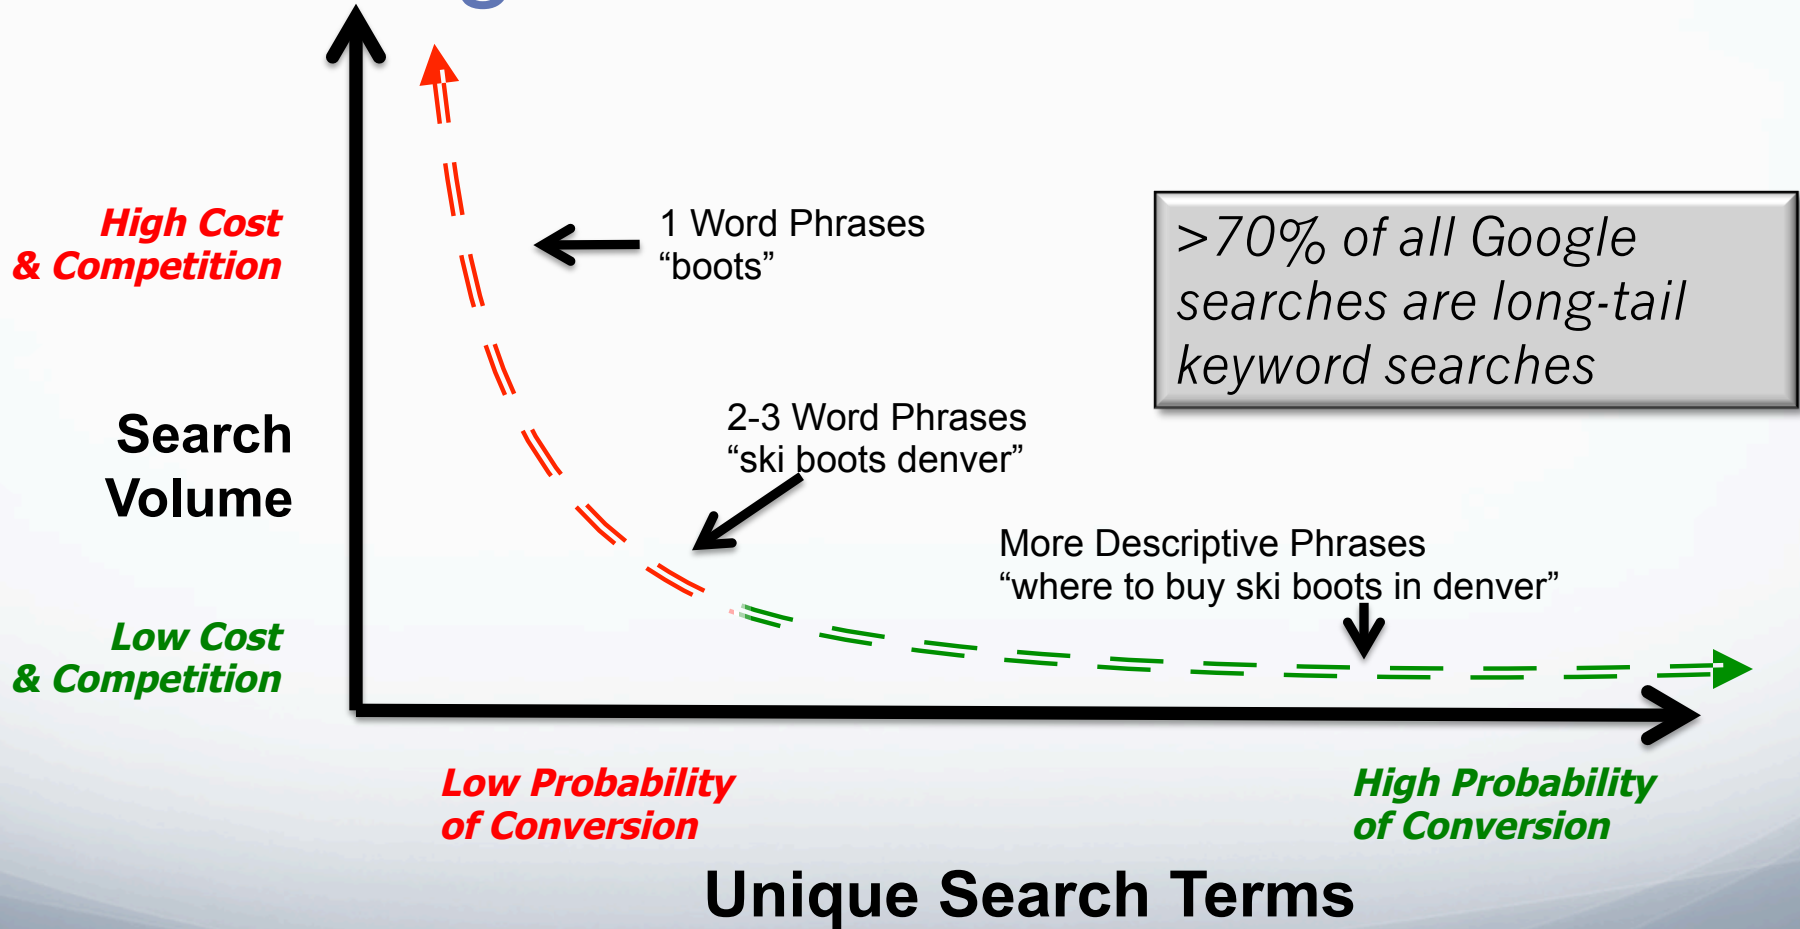 High Cost
& Competition
1 Word Phrases
“boots”
>70% of all Google
searches are long-tail
keyword searches
Search
Volume
2-3 Word Phrases
“ski boots denver”
More Descriptive Phrases
“where to buy ski boots in denver”
Low Cost
& Competition
Low Probability
of Conversion
High Probability
of Conversion
Unique Search Terms